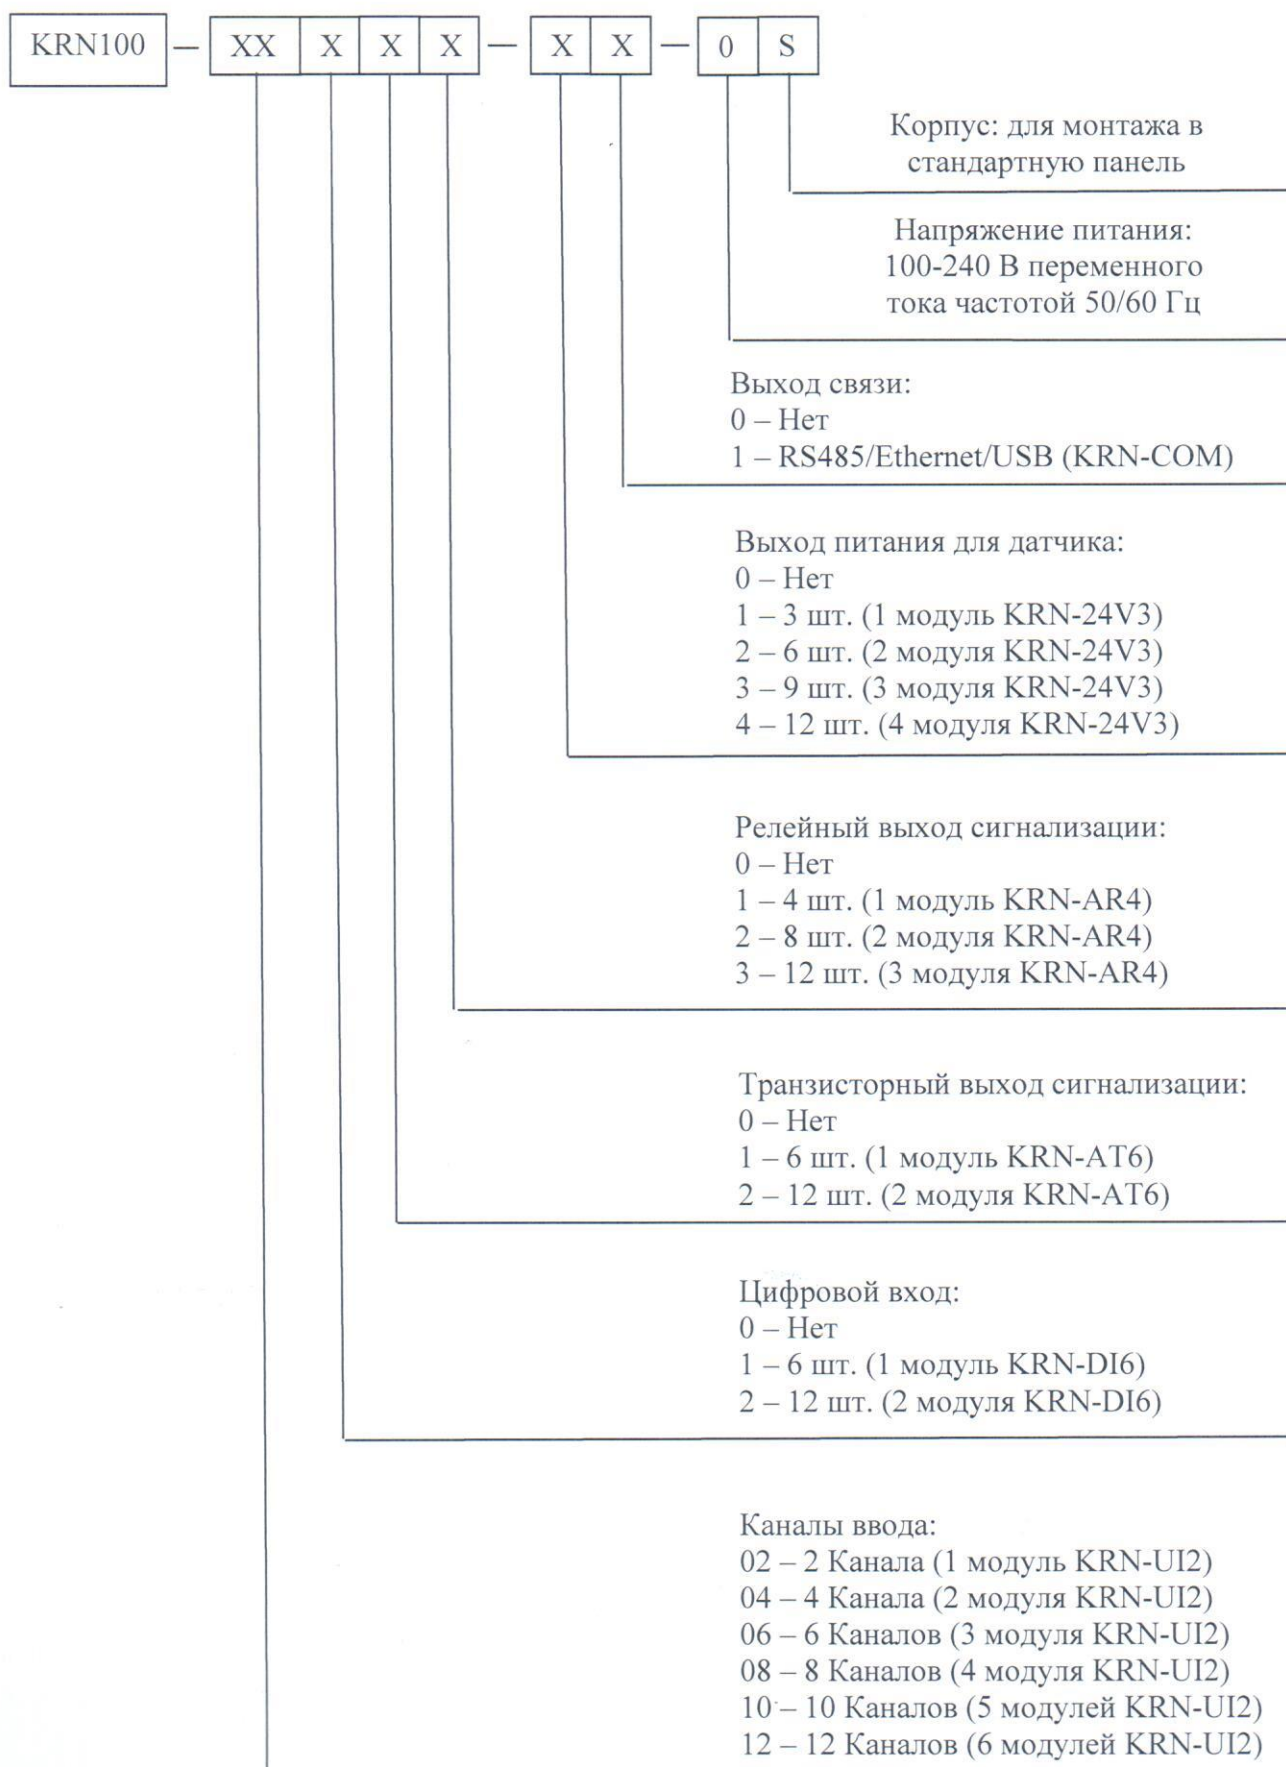 KRN100 — XX X X X — X X — 0 S
Корпус: для монтажа в
стандартную панель
Напряжение питания:
100-240 В переменного
тока частотой 50/60 Гц
Выход связи:
0 – Нет
1 – RS485/Ethernet/USB (KRN-COM)
Выход питания для датчика:
0 – Нет
1 – 3 шт. (1 модуль KRN-24V3)
2 – 6 шт. (2 модуля KRN-24V3)
3 – 9 шт. (3 модуля KRN-24V3)
4 – 12 шт. (4 модуля KRN-24V3)
Релейный выход сигнализации:
0 – Нет
1 – 4 шт. (1 модуль KRN-AR4)
2 – 8 шт. (2 модуля KRN-AR4)
3 – 12 шт. (3 модуля KRN-AR4)
Транзисторный выход сигнализации:
0 – Нет
1 – 6 шт. (1 модуль KRN-AT6)
2 – 12 шт. (2 модуля KRN-AT6)
Цифровой вход:
0 – Нет
1 – 6 шт. (1 модуль KRN-DI6)
2 – 12 шт. (2 модуля KRN-DI6)
Каналы ввода:
02 – 2 Канала (1 модуль KRN-UI2)
04 – 4 Канала (2 модуля KRN-UI2)
06 – 6 Каналов (3 модуля KRN-UI2)
08 – 8 Каналов (4 модуля KRN-UI2)
10 – 10 Каналов (5 модулей KRN-UI2)
12 – 12 Каналов (6 модулей KRN-UI2)